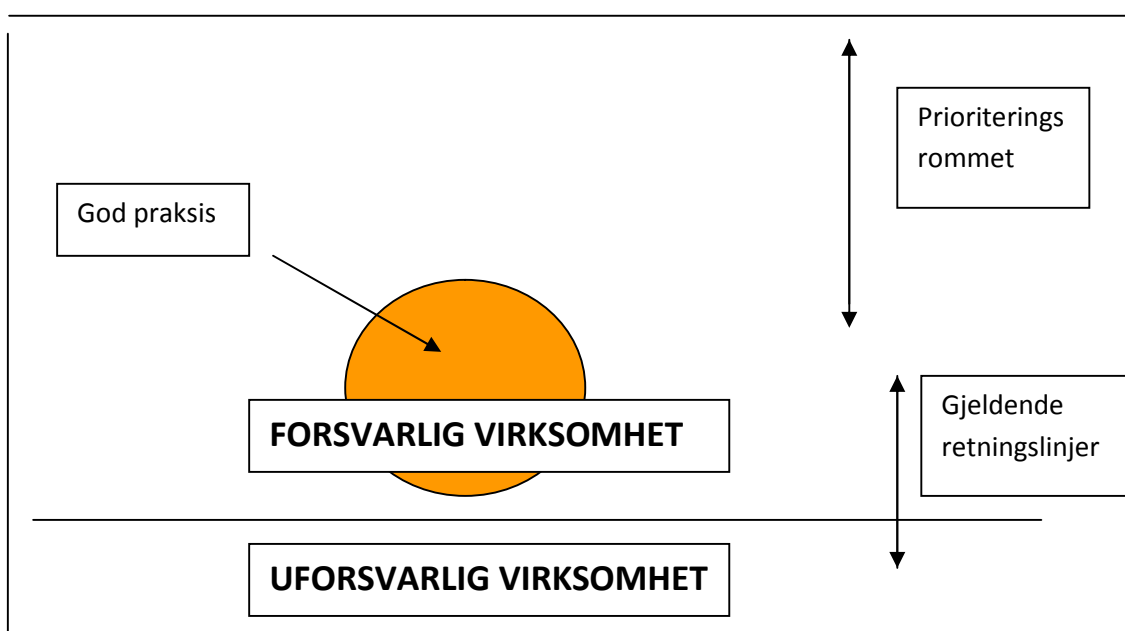 Prioriterings
rommet
God praksis
Gjeldende
retningslinjer
FORSVARLIG VIRKSOMHET
UFORSVARLIG VIRKSOMHET